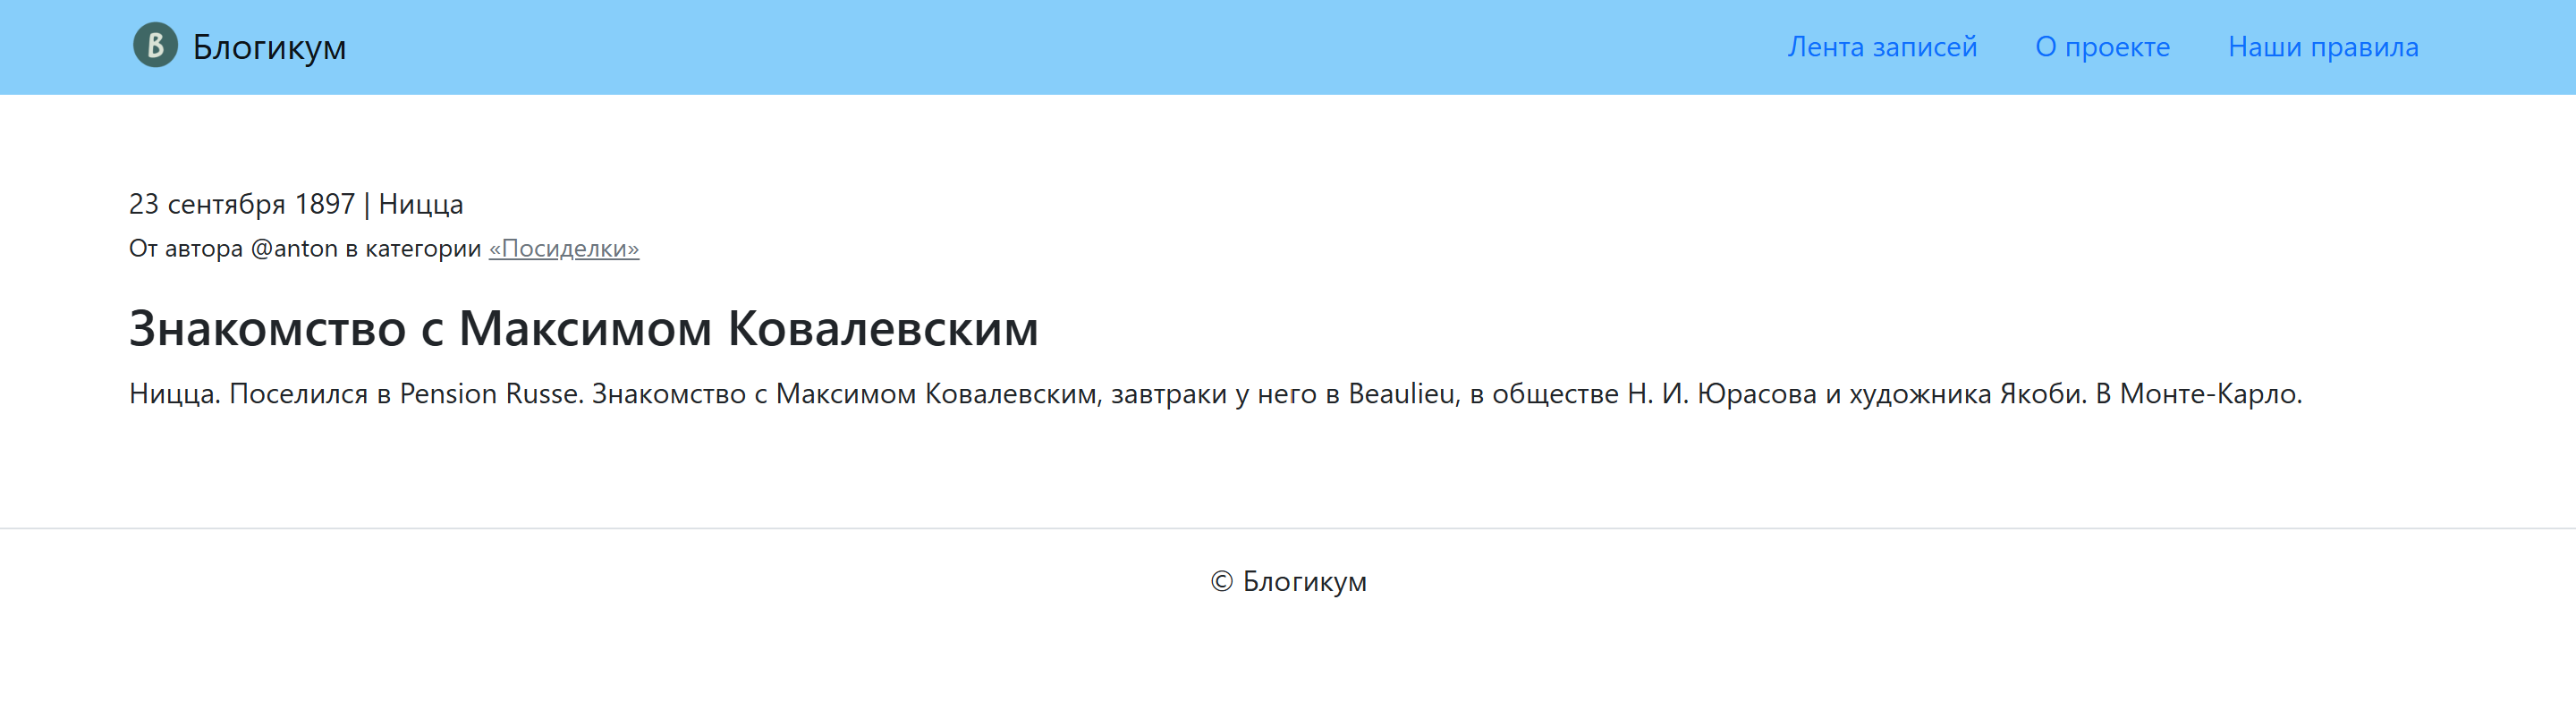 B Блогикум
Лента записей О проекте Наши правила
23 сентября 1897 | Ницца
От автора @anton в категории «Посиделки»
Знакомство с Максимом Ковалевским
Ницца. Поселился в Pension Russe. Знакомство с Максимом Ковалевским, завтраки у него в Beaulieu, в обществе Н. И. Юрасова и художника Якоби. В Монте-Карло.
© Блогикум